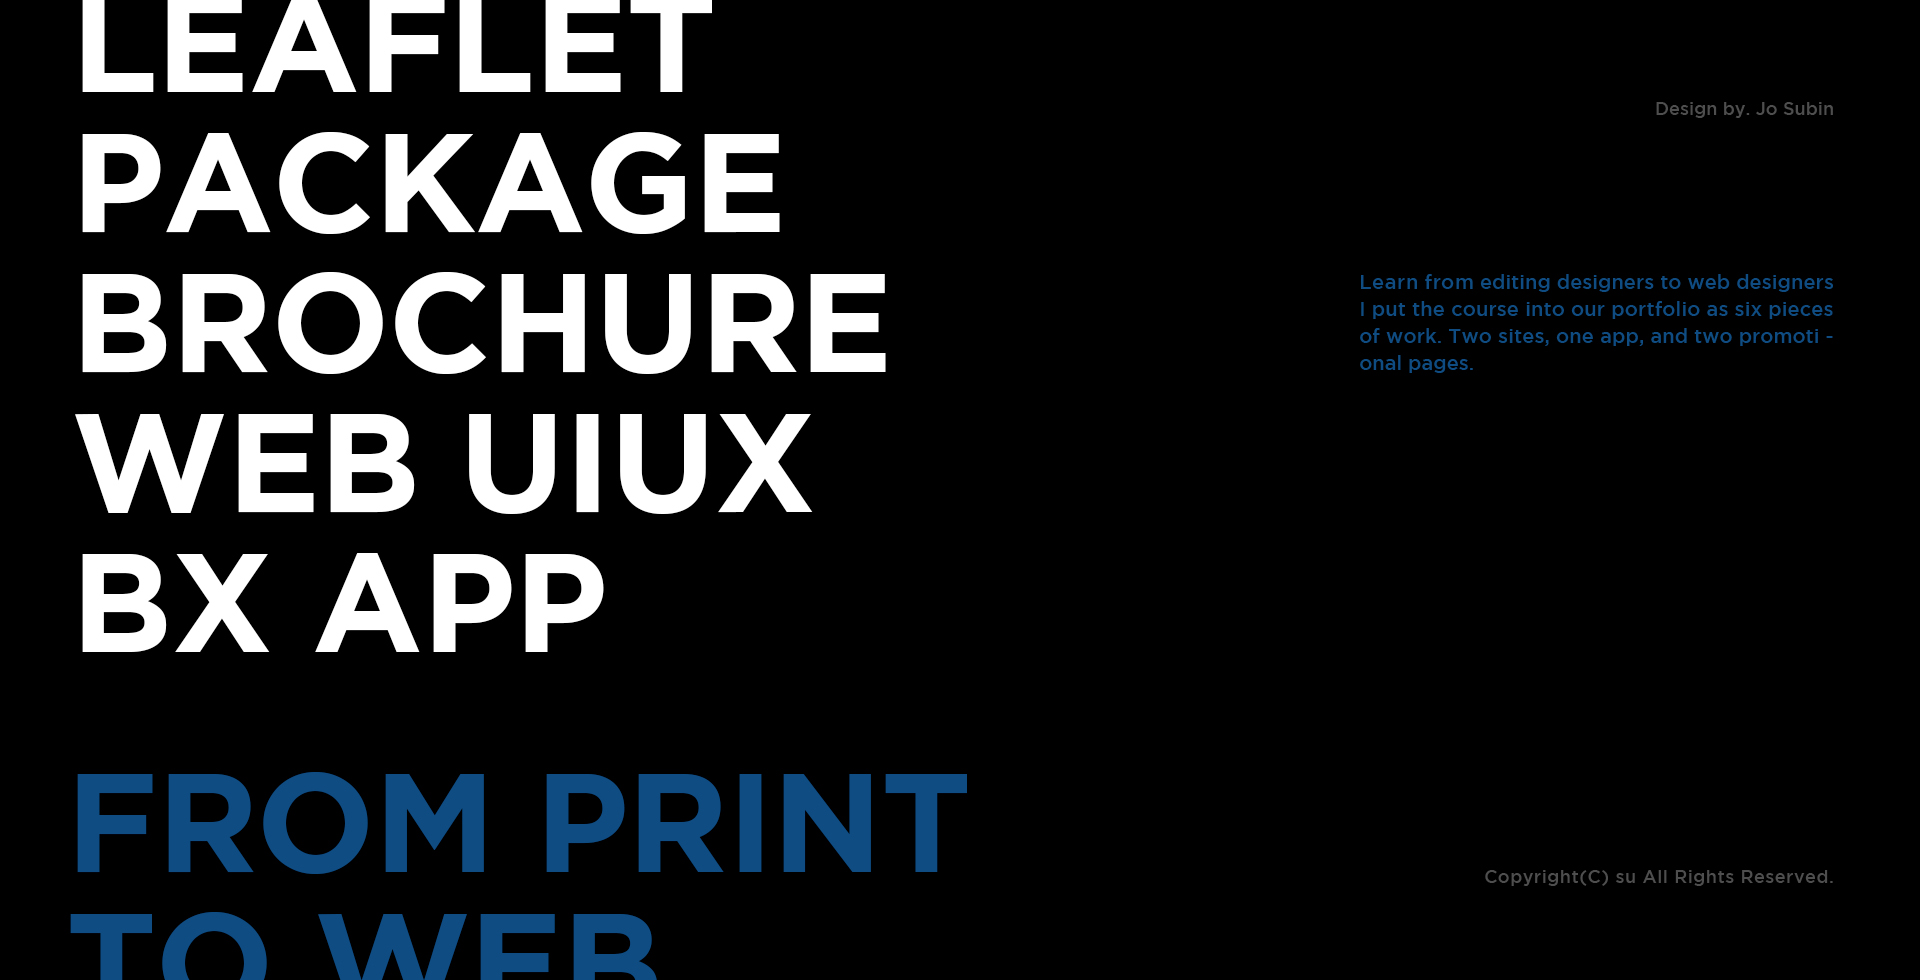 LEAFLET
PACKAGE
BROCHURE
WEB UIUX
BX APP
FROM PRINT
TO WEB
Design by. Jo Subin
Learn from editing designers to web designers
I put the course into our portfolio as six pieces
of work. Two sites, one app, and two promoti -
onal pages.
Copyright(C) su All Rights Reserved.